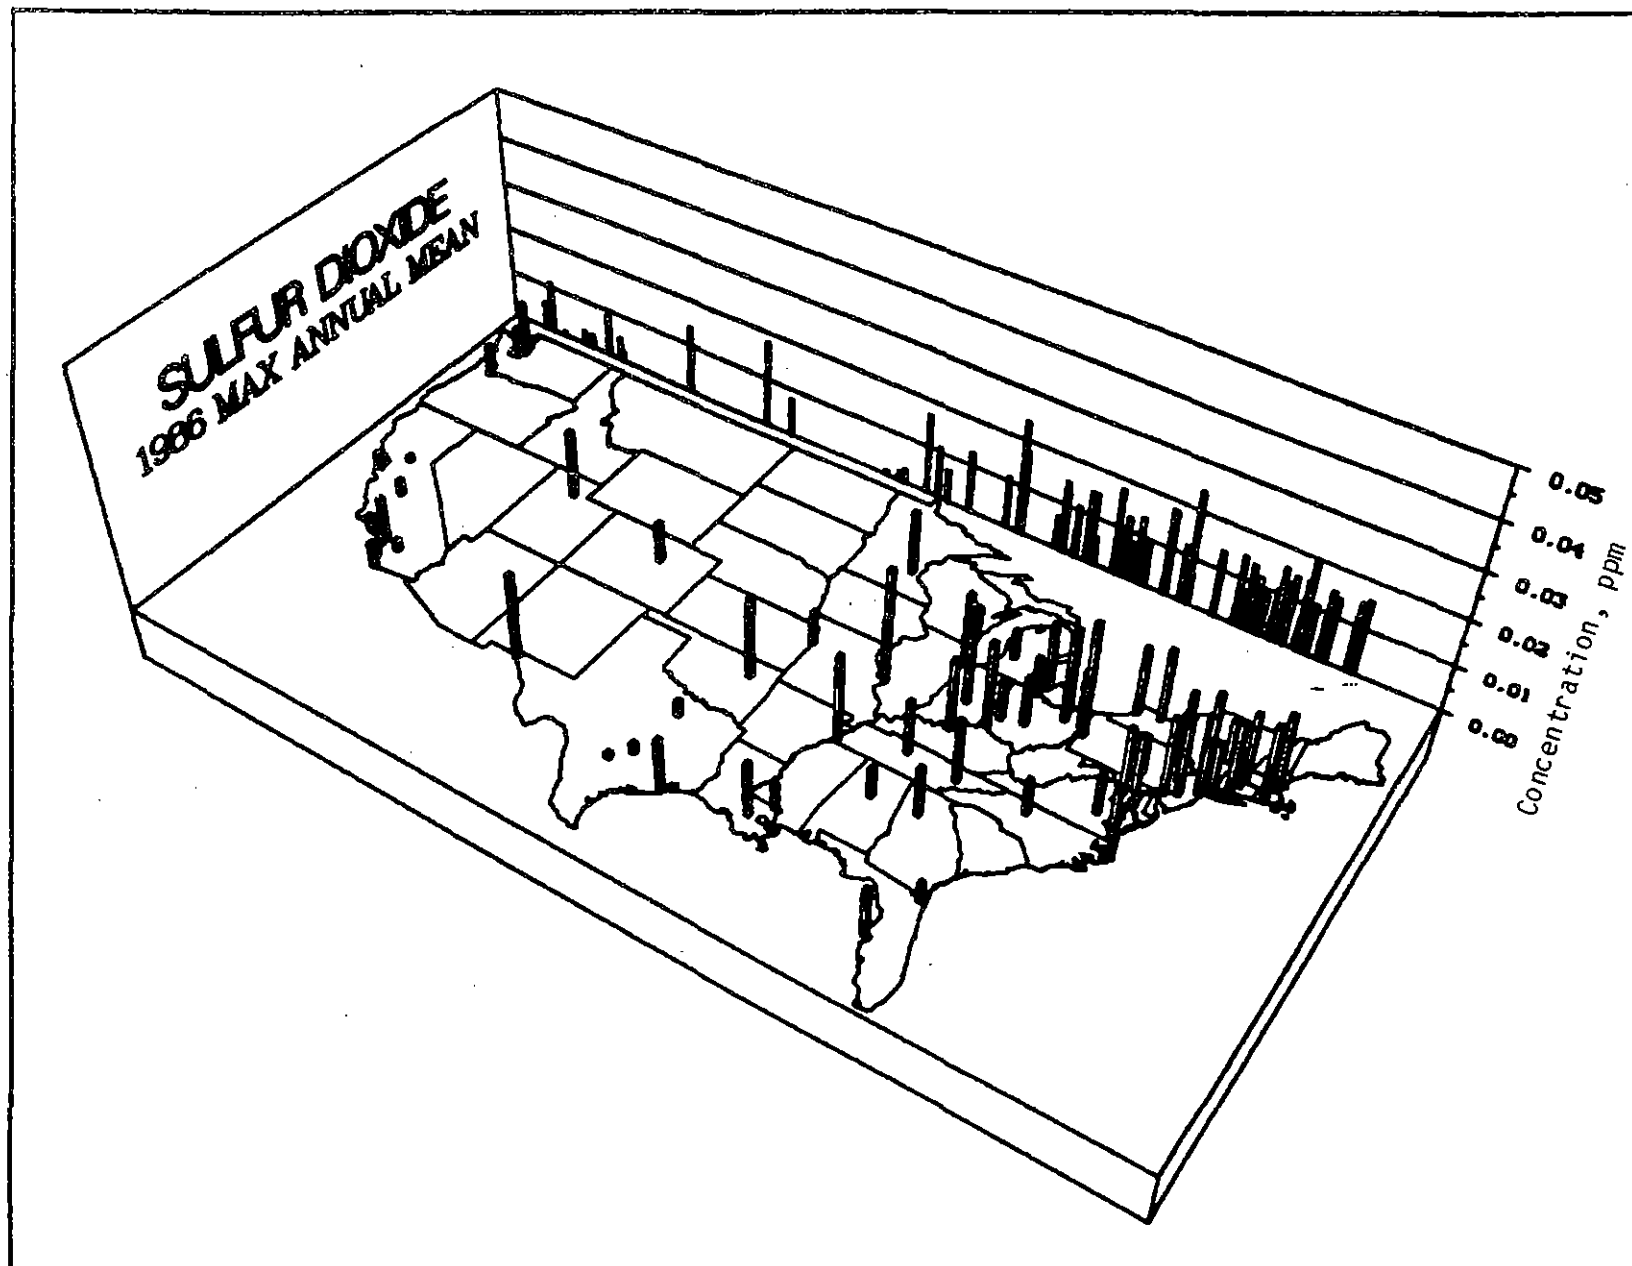 SULFUR DIOXIDE
1986 MAX ANNUAL MEAN
0.05
0.04
0.03
0.02
0.01
0.00
Concentration, ppm